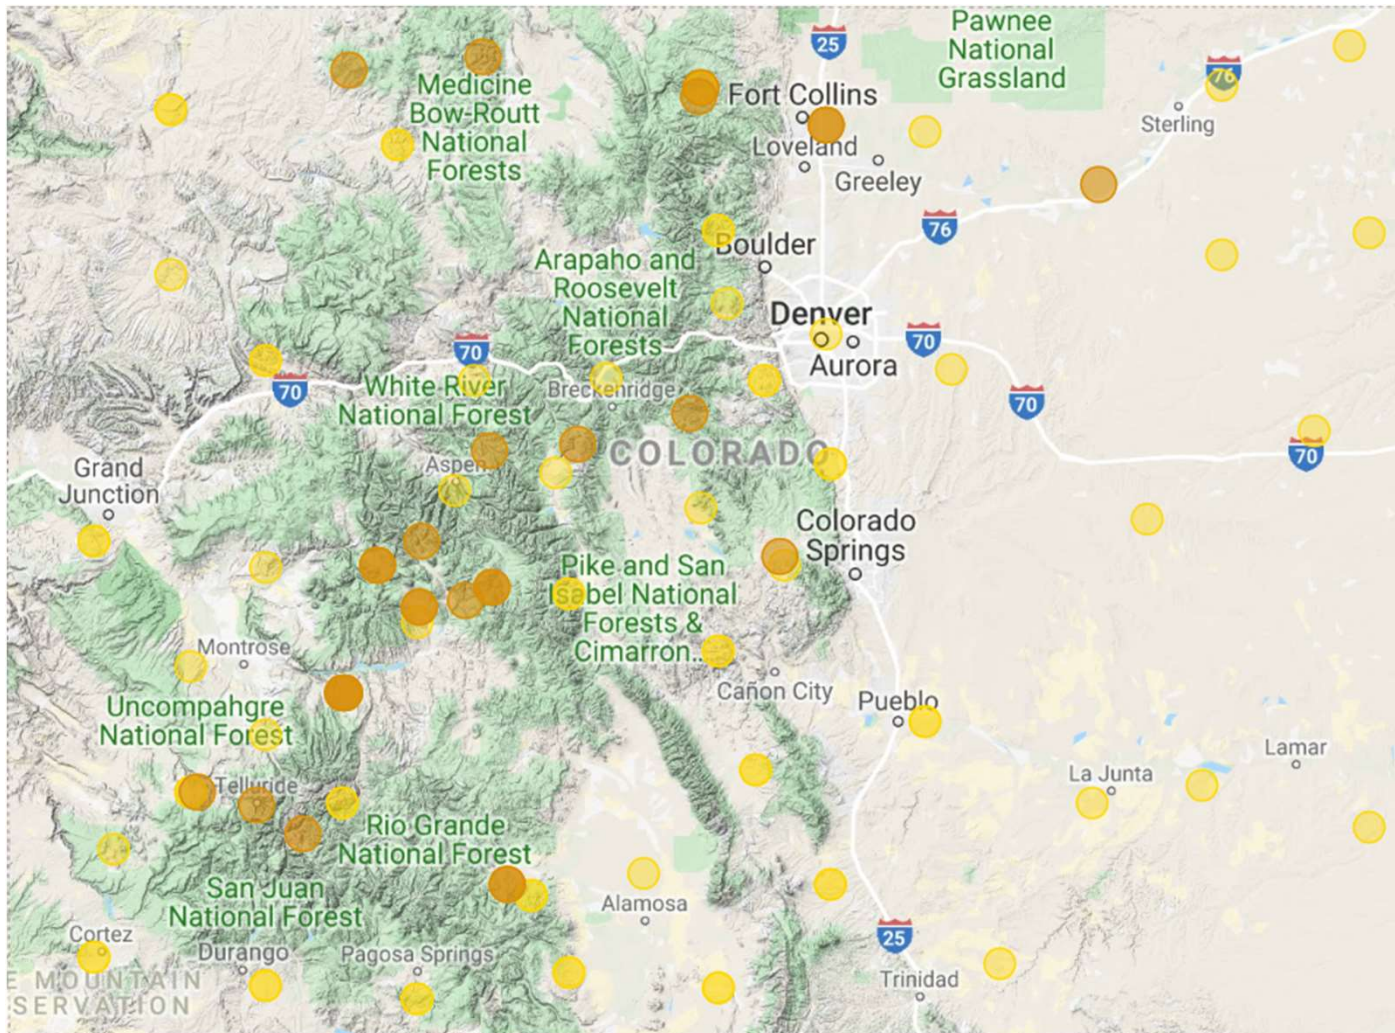 25
Pawnee
National
Grassland
76
Medicine
Bow-Routt
National
Forests
Fort Collins
Sterling
Loveland
Greeley
76
Boulder
Arapaho and
Roosevelt
National
Forests
Denver
70
70
Aurora
70
White River
National Forest
Breckenridge
70
COLORADO
70
Aspen
Grand
Junction
Colorado
Springs
Pike and San
Isabel National
Forests &
Cimarron...
Montrose
Cañon City
Pueblo
Uncompahgre
National Forest
Lamar
La Junta
Telluride
Rio Grande
National Forest
San Juan
National Forest
Alamosa
Cortez
Durango
Pagosa Springs
25
E MOUNTAIN
SERVATION
Trinidad